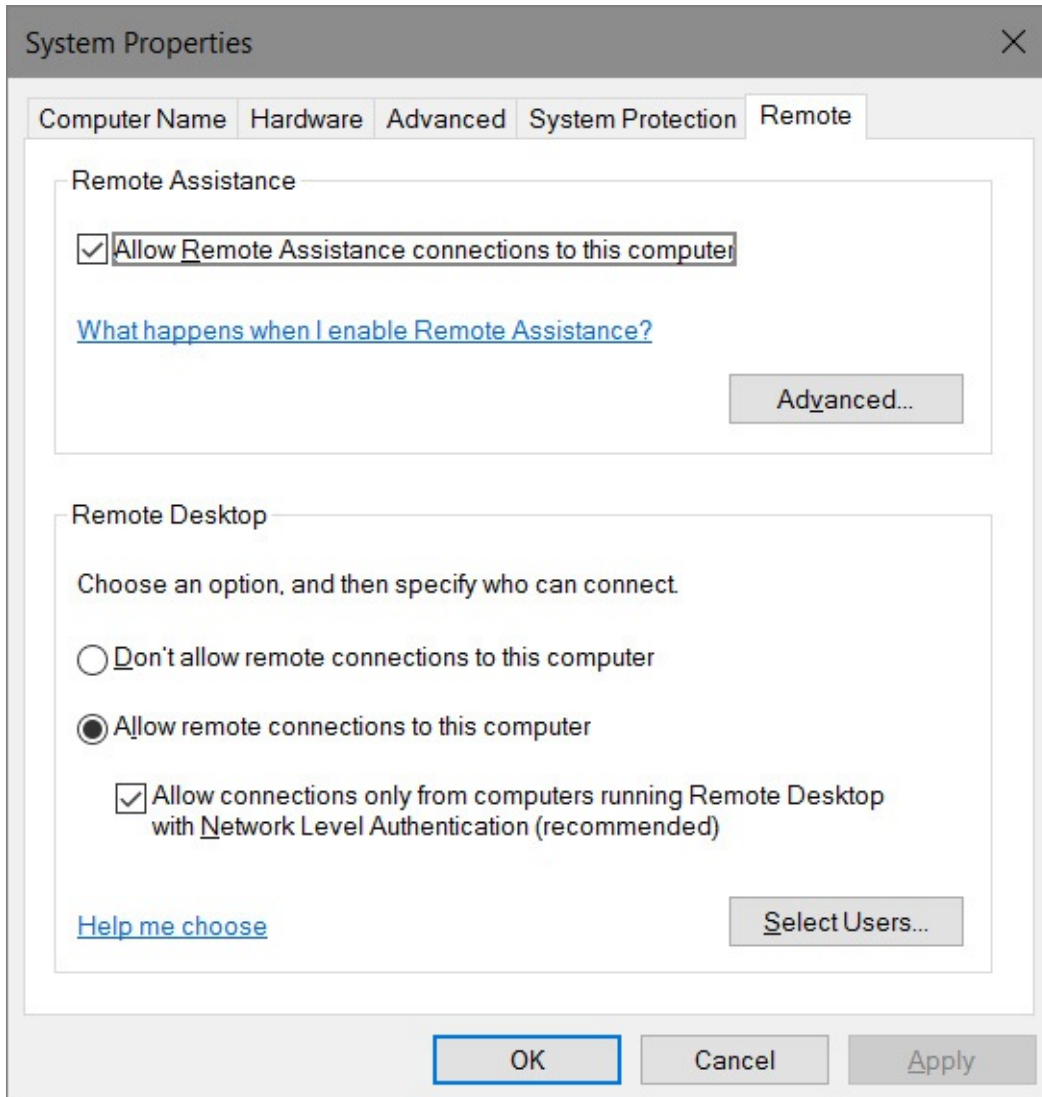 System Properties
Computer Name Hardware Advanced System Protection Remote
Remote Assistance
Allow Remote Assistance connections to this computer
What happens when I enable Remote Assistance?
Advanced...
Remote Desktop
Choose an option, and then specify who can connect.
Don't allow remote connections to this computer
Allow remote connections to this computer
Allow connections only from computers running Remote Desktop
with Network Level Authentication (recommended)
Help me choose
Select Users...
OK Cancel Apply